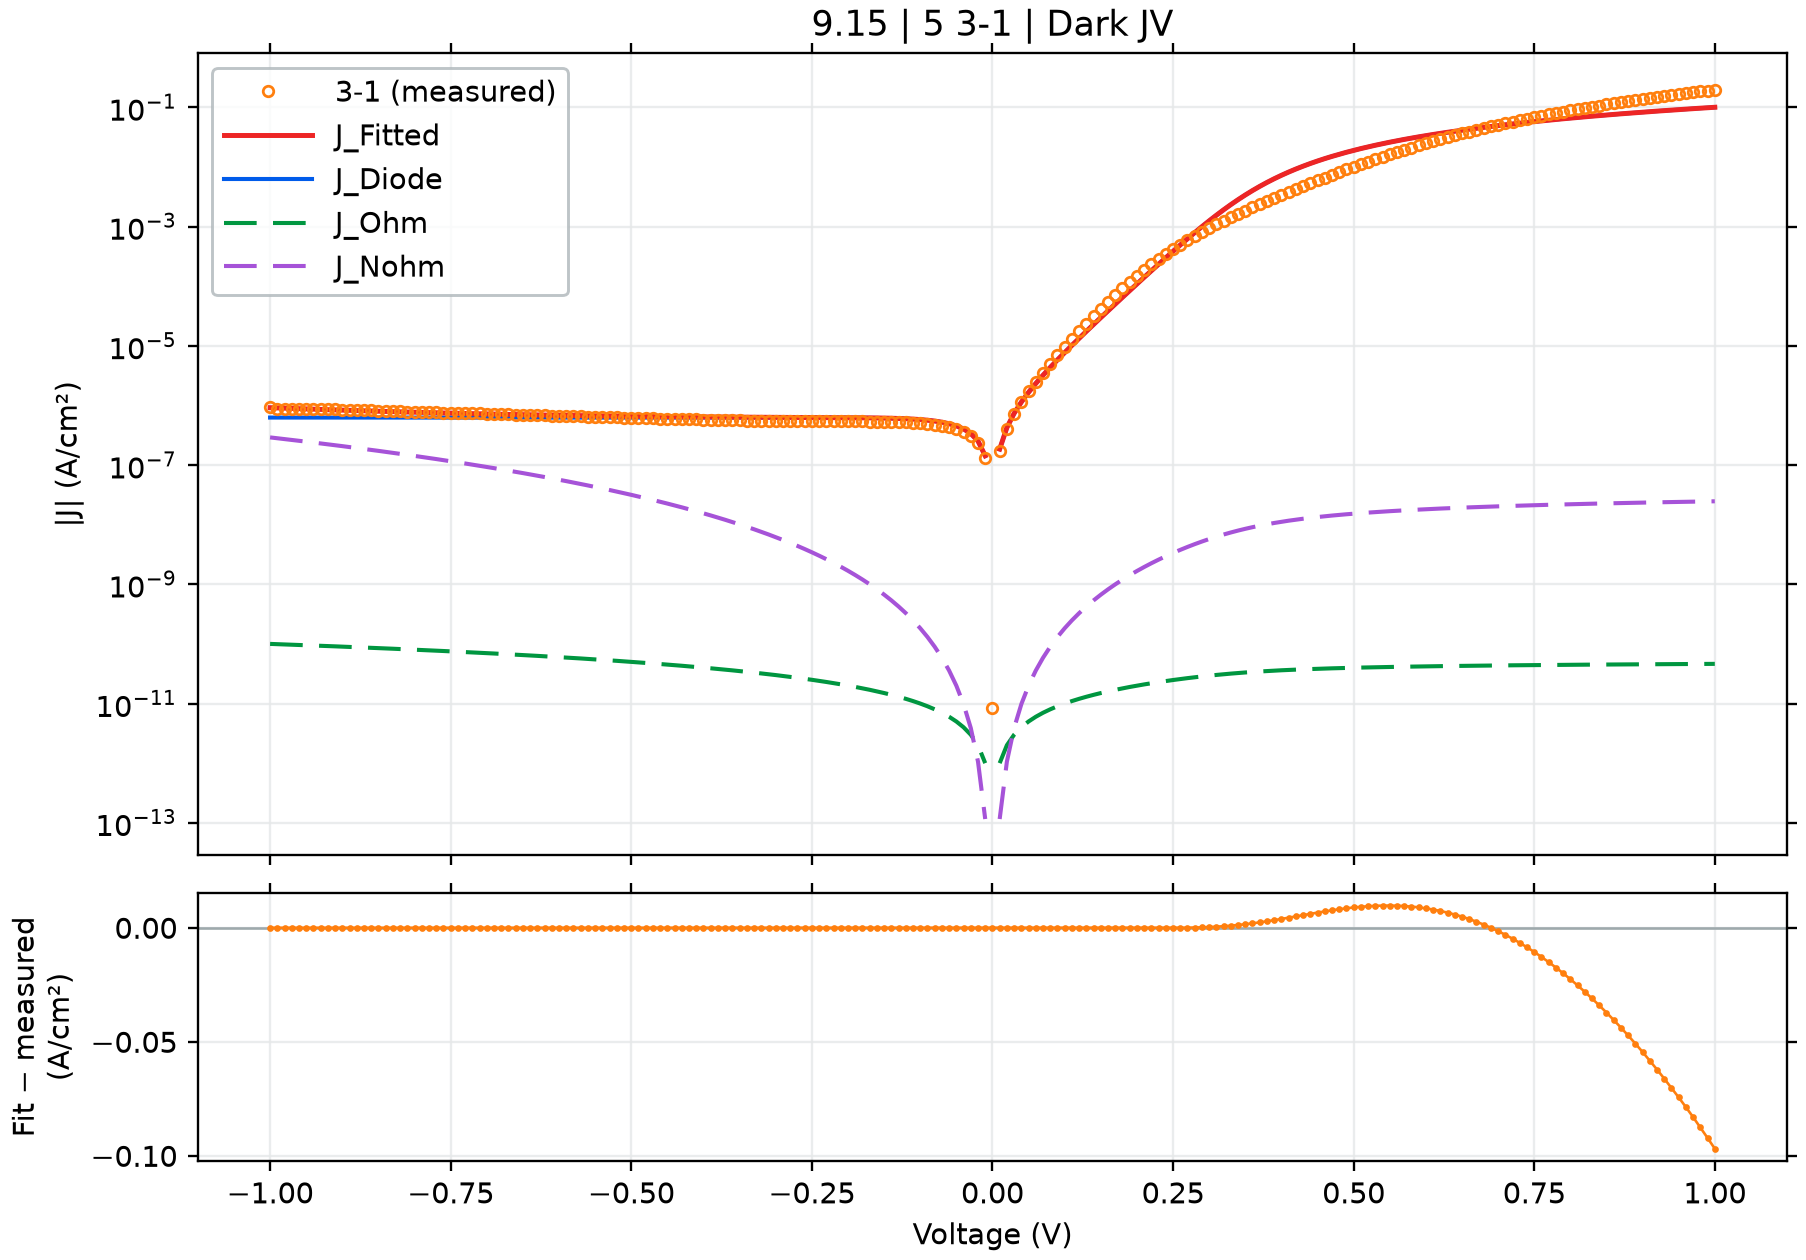 9.15 | 5 3-1 | Dark JV
3-1 (measured)
J_Fitted
J_Diode
J_Ohm
J_Nohm
|J| (A/cm²)
10⁻¹
10⁻³
10⁻⁵
10⁻⁷
10⁻⁹
10⁻¹¹
10⁻¹³
Fit − measured
(A/cm²)
0.00
−0.05
−0.10
−1.00 −0.75 −0.50 −0.25 0.00 0.25 0.50 0.75 1.00
Voltage (V)